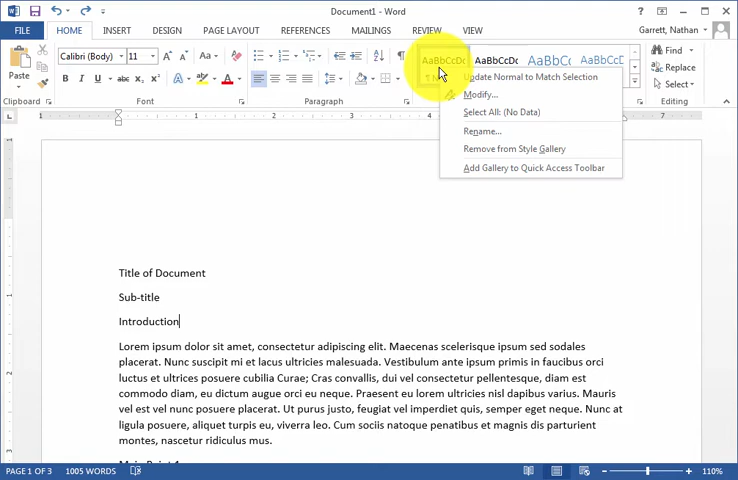 Document1 - Word
FILE HOME INSERT DESIGN PAGE LAYOUT REFERENCES MAILINGS REVIEW VIEW Garrett, Nathan
Calibri (Body) 11 Aa
AaBbCcDc AaBbCcDc AaBbCc AaBbCcD
Find
Paste
Replace
B I U abc
Select
Clipboard Font Paragraph Editing
Update Normal to Match Selection
Modify...
Select All: (No Data)
Rename...
Remove from Style Gallery
Add Gallery to Quick Access Toolbar
1 1 2 3 4 5
Title of Document
Sub-title
Introduction
Lorem ipsum dolor sit amet, consectetur adipiscing elit. Maecenas scelerisque ipsum sed sodales
placerat. Nunc suscipit mi et lacus ultricies malesuada. Vestibulum ante ipsum primis in faucibus orci
luctus et ultrices posuere cubilia Curae; Cras convallis, dui vel consectetur pellentesque, diam est
commodo diam, eu dictum augue orci eu neque. Praesent eu lorem ultricies nisl dapibus varius. Mauris
vel est vel nunc posuere placerat. Ut purus justo, feugiat vel imperdiet quis, semper eget neque. Nunc at
ligula posuere, aliquet turpis eu, viverra leo. Cum sociis natoque penatibus et magnis dis parturient
montes, nascetur ridiculus mus.
PAGE 1 OF 3 1005 WORDS 110%